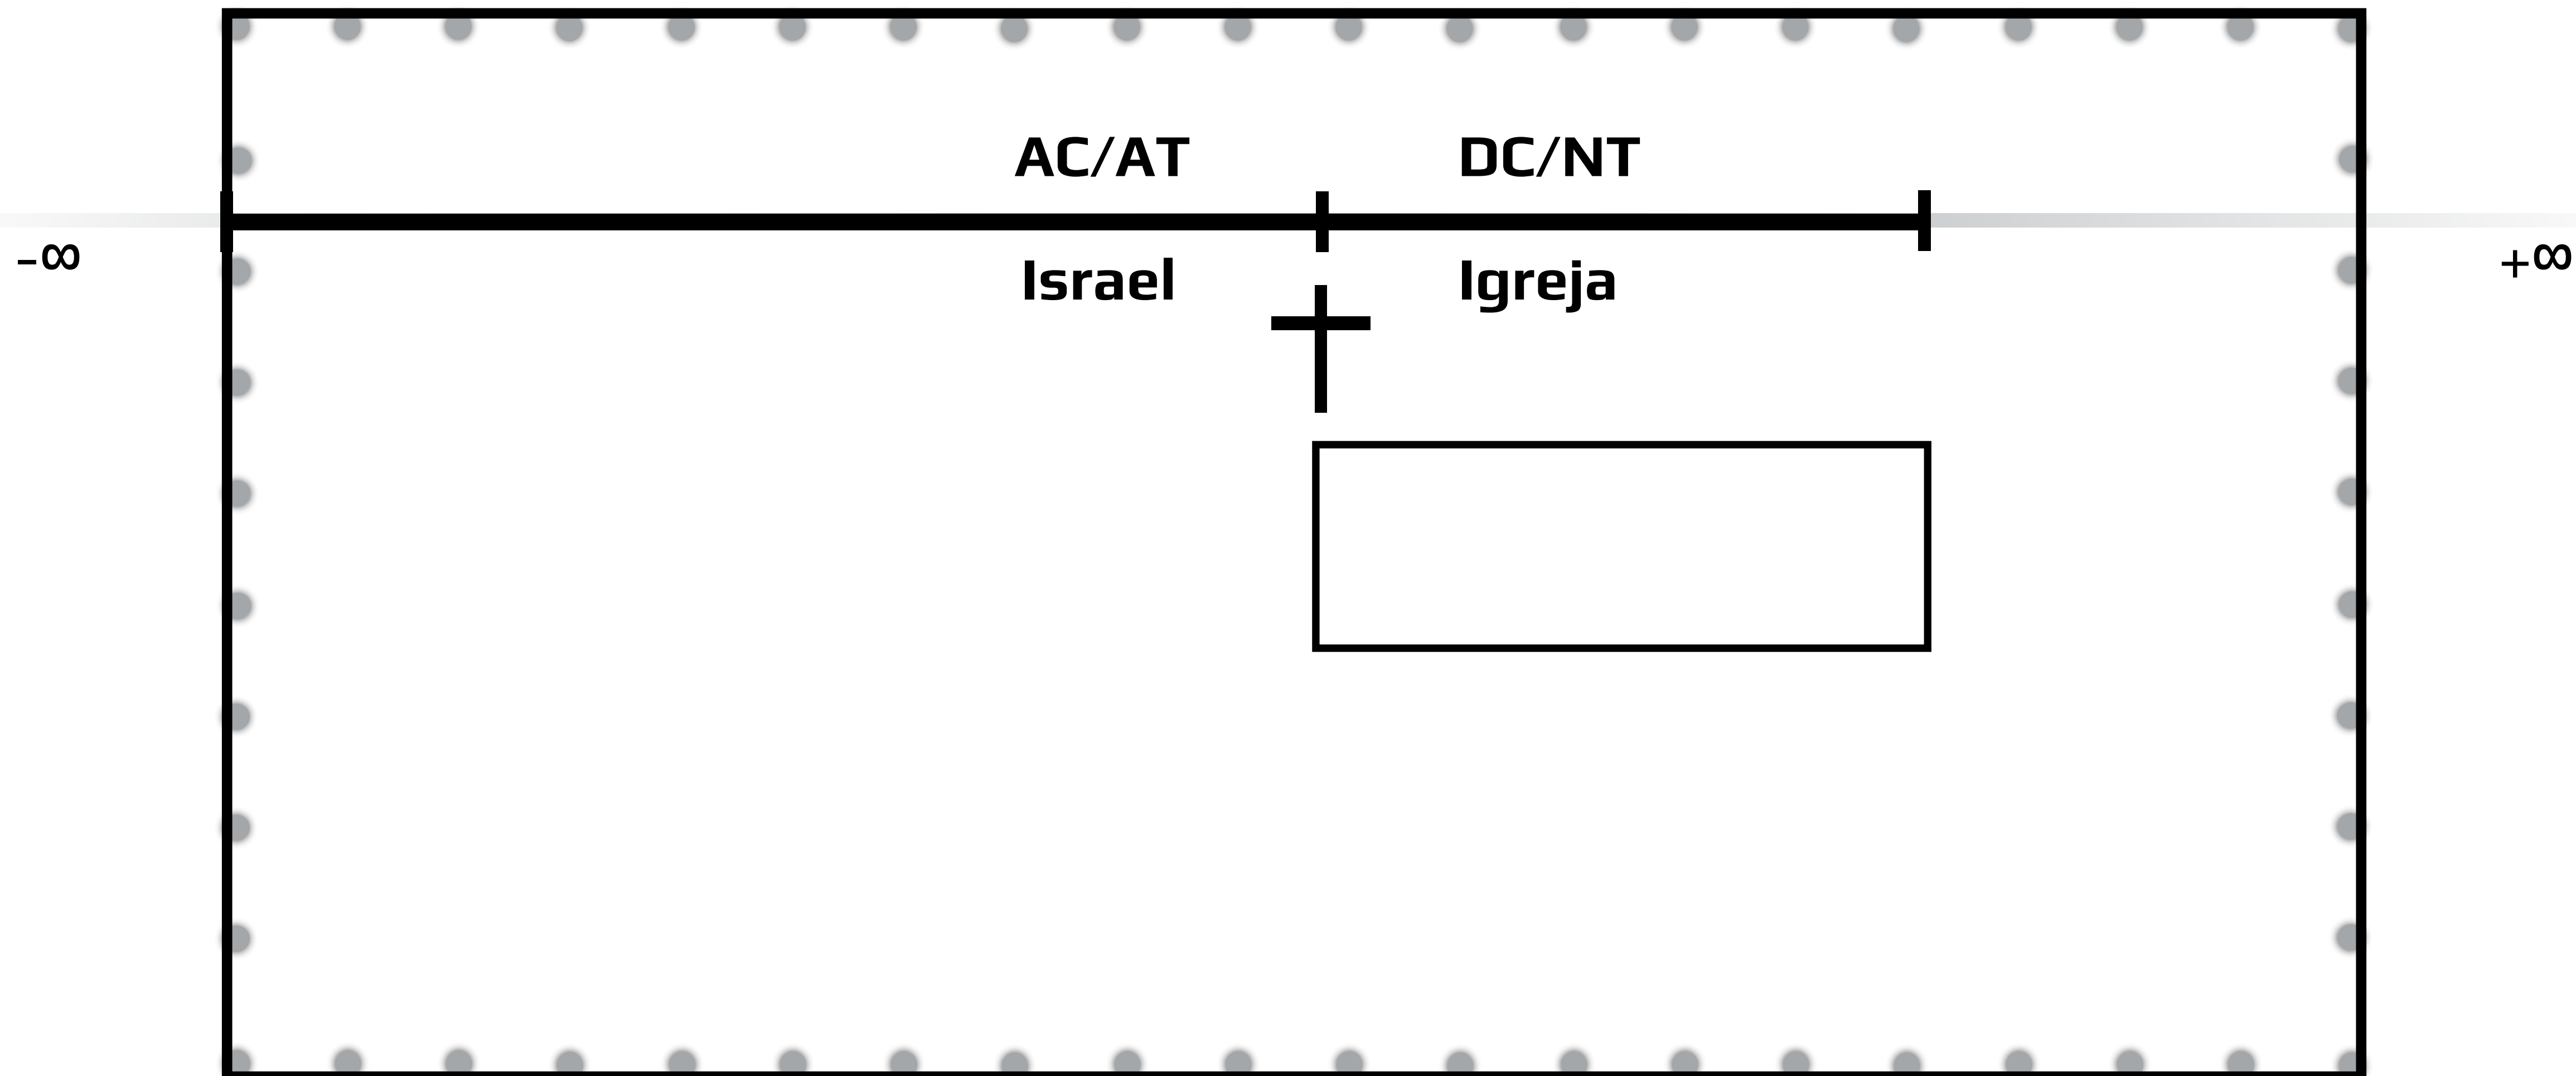 AC/AT DC/NT
-∞ +∞
Israel Igreja